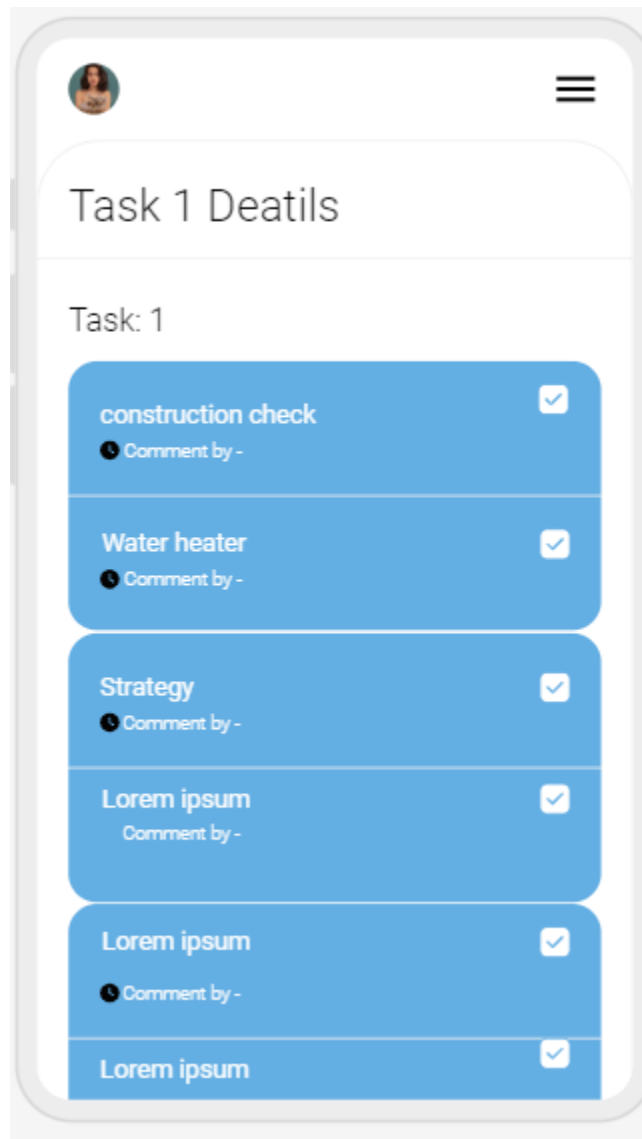 Task 1 Deatils
Task: 1
construction check
Comment by -
Water heater
Comment by -
Strategy
Comment by -
Lorem ipsum
Comment by -
Lorem ipsum
Comment by -
Lorem ipsum